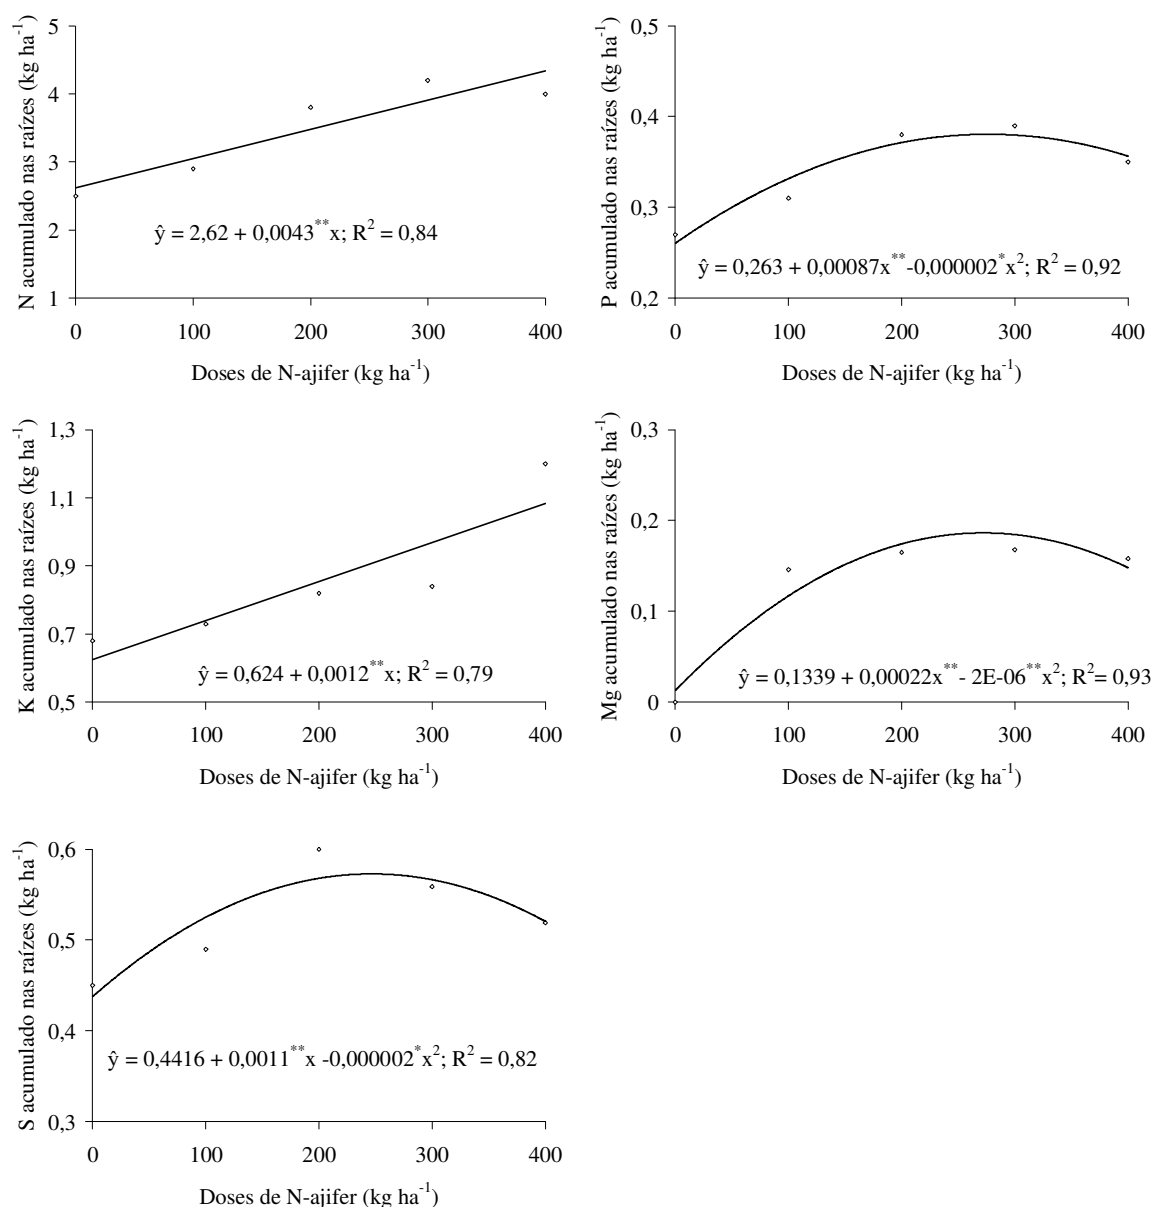 N acumulado nas raízes (kg ha⁻¹)
5
4
3
2
1
ŷ = 2,62 + 0,0043**x; R² = 0,84
0 100 200 300 400
Doses de N-ajifer (kg ha⁻¹)
P acumulado nas raízes (kg ha⁻¹)
0,5
0,4
0,3
0,2
ŷ = 0,263 + 0,00087x**-0,000002*x²; R² = 0,92
0 100 200 300 400
Doses de N-ajifer (kg ha⁻¹)
K acumulado nas raízes (kg ha⁻¹)
1,3
1,1
0,9
0,7
0,5
ŷ = 0,624 + 0,0012**x; R² = 0,79
0 100 200 300 400
Doses de N-ajifer (kg ha⁻¹)
Mg acumulado nas raízes (kg ha⁻¹)
0,3
0,2
0,1
0
ŷ = 0,1339 + 0,00022x**- 2E-06**x²; R²= 0,93
0 100 200 300 400
Doses de N-ajifer (kg ha⁻¹)
S acumulado nas raízes (kg ha⁻¹)
0,6
0,5
0,4
0,3
ŷ = 0,4416 + 0,0011**x -0,000002*x²; R² = 0,82
0 100 200 300 400
Doses de N-ajifer (kg ha⁻¹)